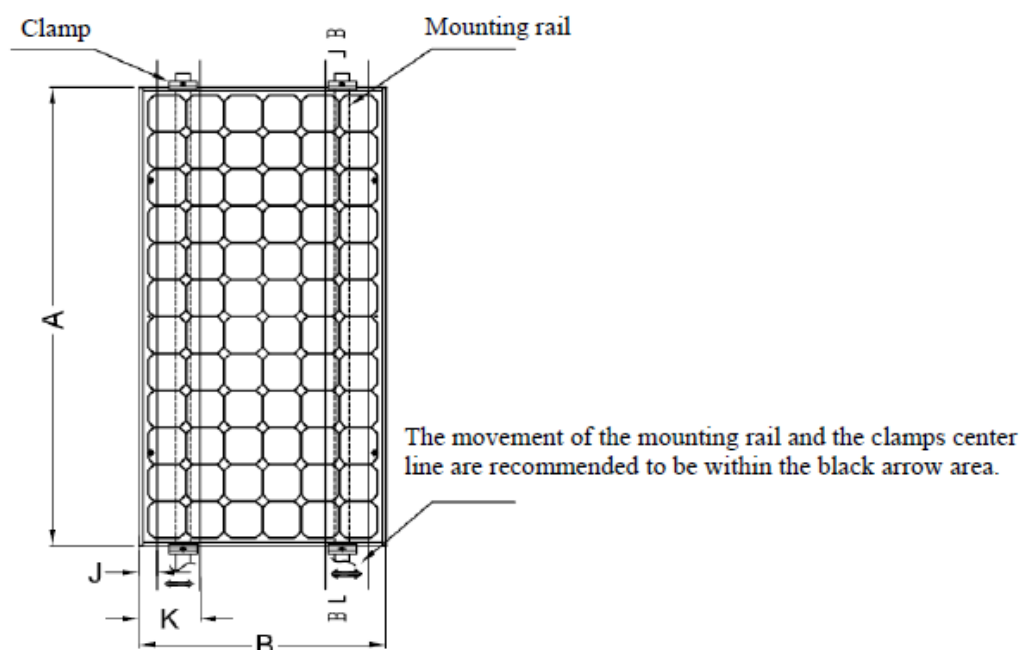 Clamp
Mounting rail
B
A
The movement of the mounting rail and the clamps center
line are recommended to be within the black arrow area.
J
K
B
B